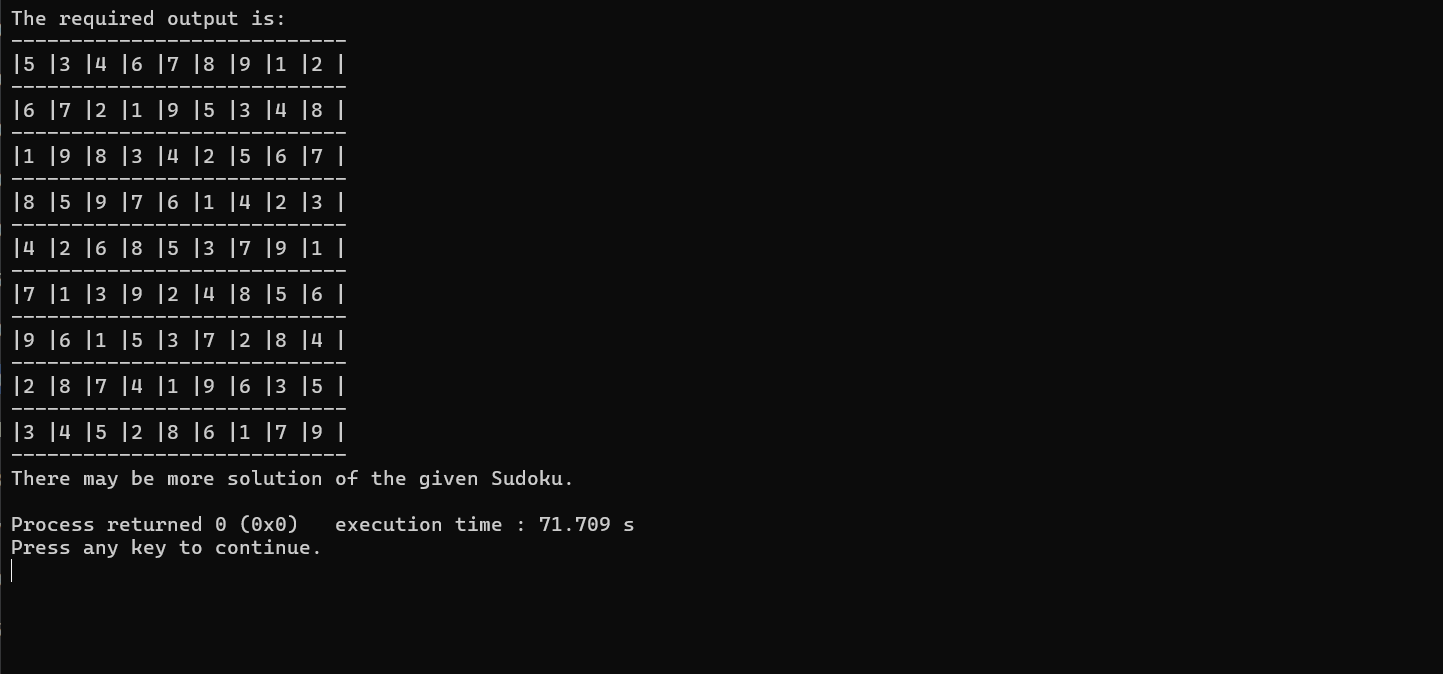 The required output is:
----------------------------
|5 |3 |4 |6 |7 |8 |9 |1 |2 |
----------------------------
|6 |7 |2 |1 |9 |5 |3 |4 |8 |
----------------------------
|1 |9 |8 |3 |4 |2 |5 |6 |7 |
----------------------------
|8 |5 |9 |7 |6 |1 |4 |2 |3 |
----------------------------
|4 |2 |6 |8 |5 |3 |7 |9 |1 |
----------------------------
|7 |1 |3 |9 |2 |4 |8 |5 |6 |
----------------------------
|9 |6 |1 |5 |3 |7 |2 |8 |4 |
----------------------------
|2 |8 |7 |4 |1 |9 |6 |3 |5 |
----------------------------
|3 |4 |5 |2 |8 |6 |1 |7 |9 |
----------------------------
There may be more solution of the given Sudoku.
Process returned 0 (0x0)   execution time : 71.709 s
Press any key to continue.